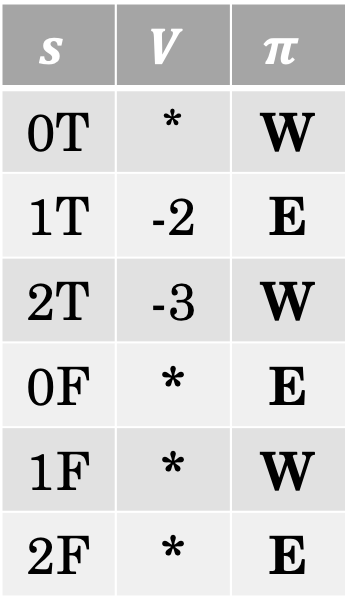 s V π
0T * W
1T -2 E
2T -3 W
0F * E
1F * W
2F * E